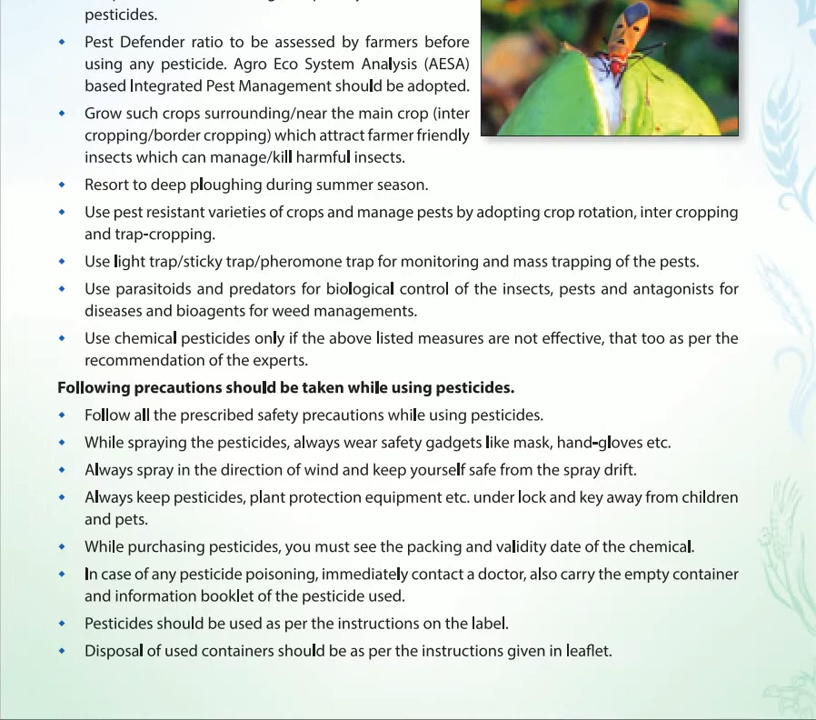 pesticides.
Pest Defender ratio to be assessed by farmers before
using any pesticide. Agro Eco System Analysis (AESA)
based Integrated Pest Management should be adopted.
Grow such crops surrounding/near the main crop (inter
cropping/border cropping) which attract farmer friendly
insects which can manage/kill harmful insects.
Resort to deep ploughing during summer season.
Use pest resistant varieties of crops and manage pests by adopting crop rotation, inter cropping
and trap-cropping.
Use light trap/sticky trap/pheromone trap for monitoring and mass trapping of the pests.
Use parasitoids and predators for biological control of the insects, pests and antagonists for
diseases and bioagents for weed managements.
Use chemical pesticides only if the above listed measures are not effective, that too as per the
recommendation of the experts.
Following precautions should be taken while using pesticides.
Follow all the prescribed safety precautions while using pesticides.
While spraying the pesticides, always wear safety gadgets like mask, hand-gloves etc.
Always spray in the direction of wind and keep yourself safe from the spray drift.
Always keep pesticides, plant protection equipment etc. under lock and key away from children
and pets.
While purchasing pesticides, you must see the packing and validity date of the chemical.
In case of any pesticide poisoning, immediately contact a doctor, also carry the empty container
and information booklet of the pesticide used.
Pesticides should be used as per the instructions on the label.
Disposal of used containers should be as per the instructions given in leaflet.